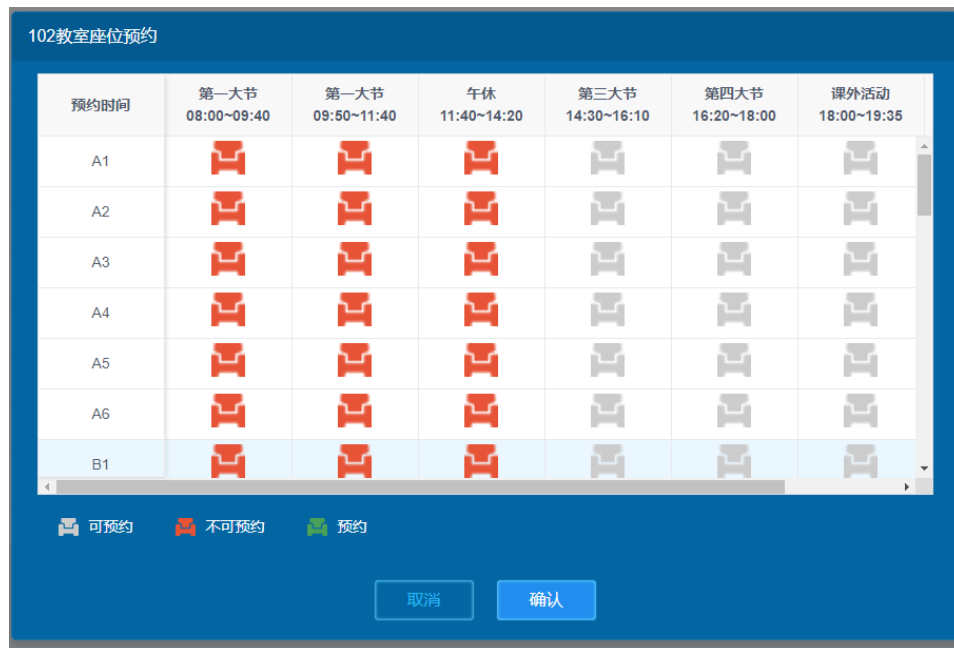 102教室座位预约
预约时间 第一大节 第一大节 午休 第三大节 第四大节 课外活动
08:00~09:40 09:50~11:40 11:40~14:20 14:30~16:10 16:20~18:00 18:00~19:35
A1
A2
A3
A4
A5
A6
B1
可预约 不可预约 预约
取消 确认